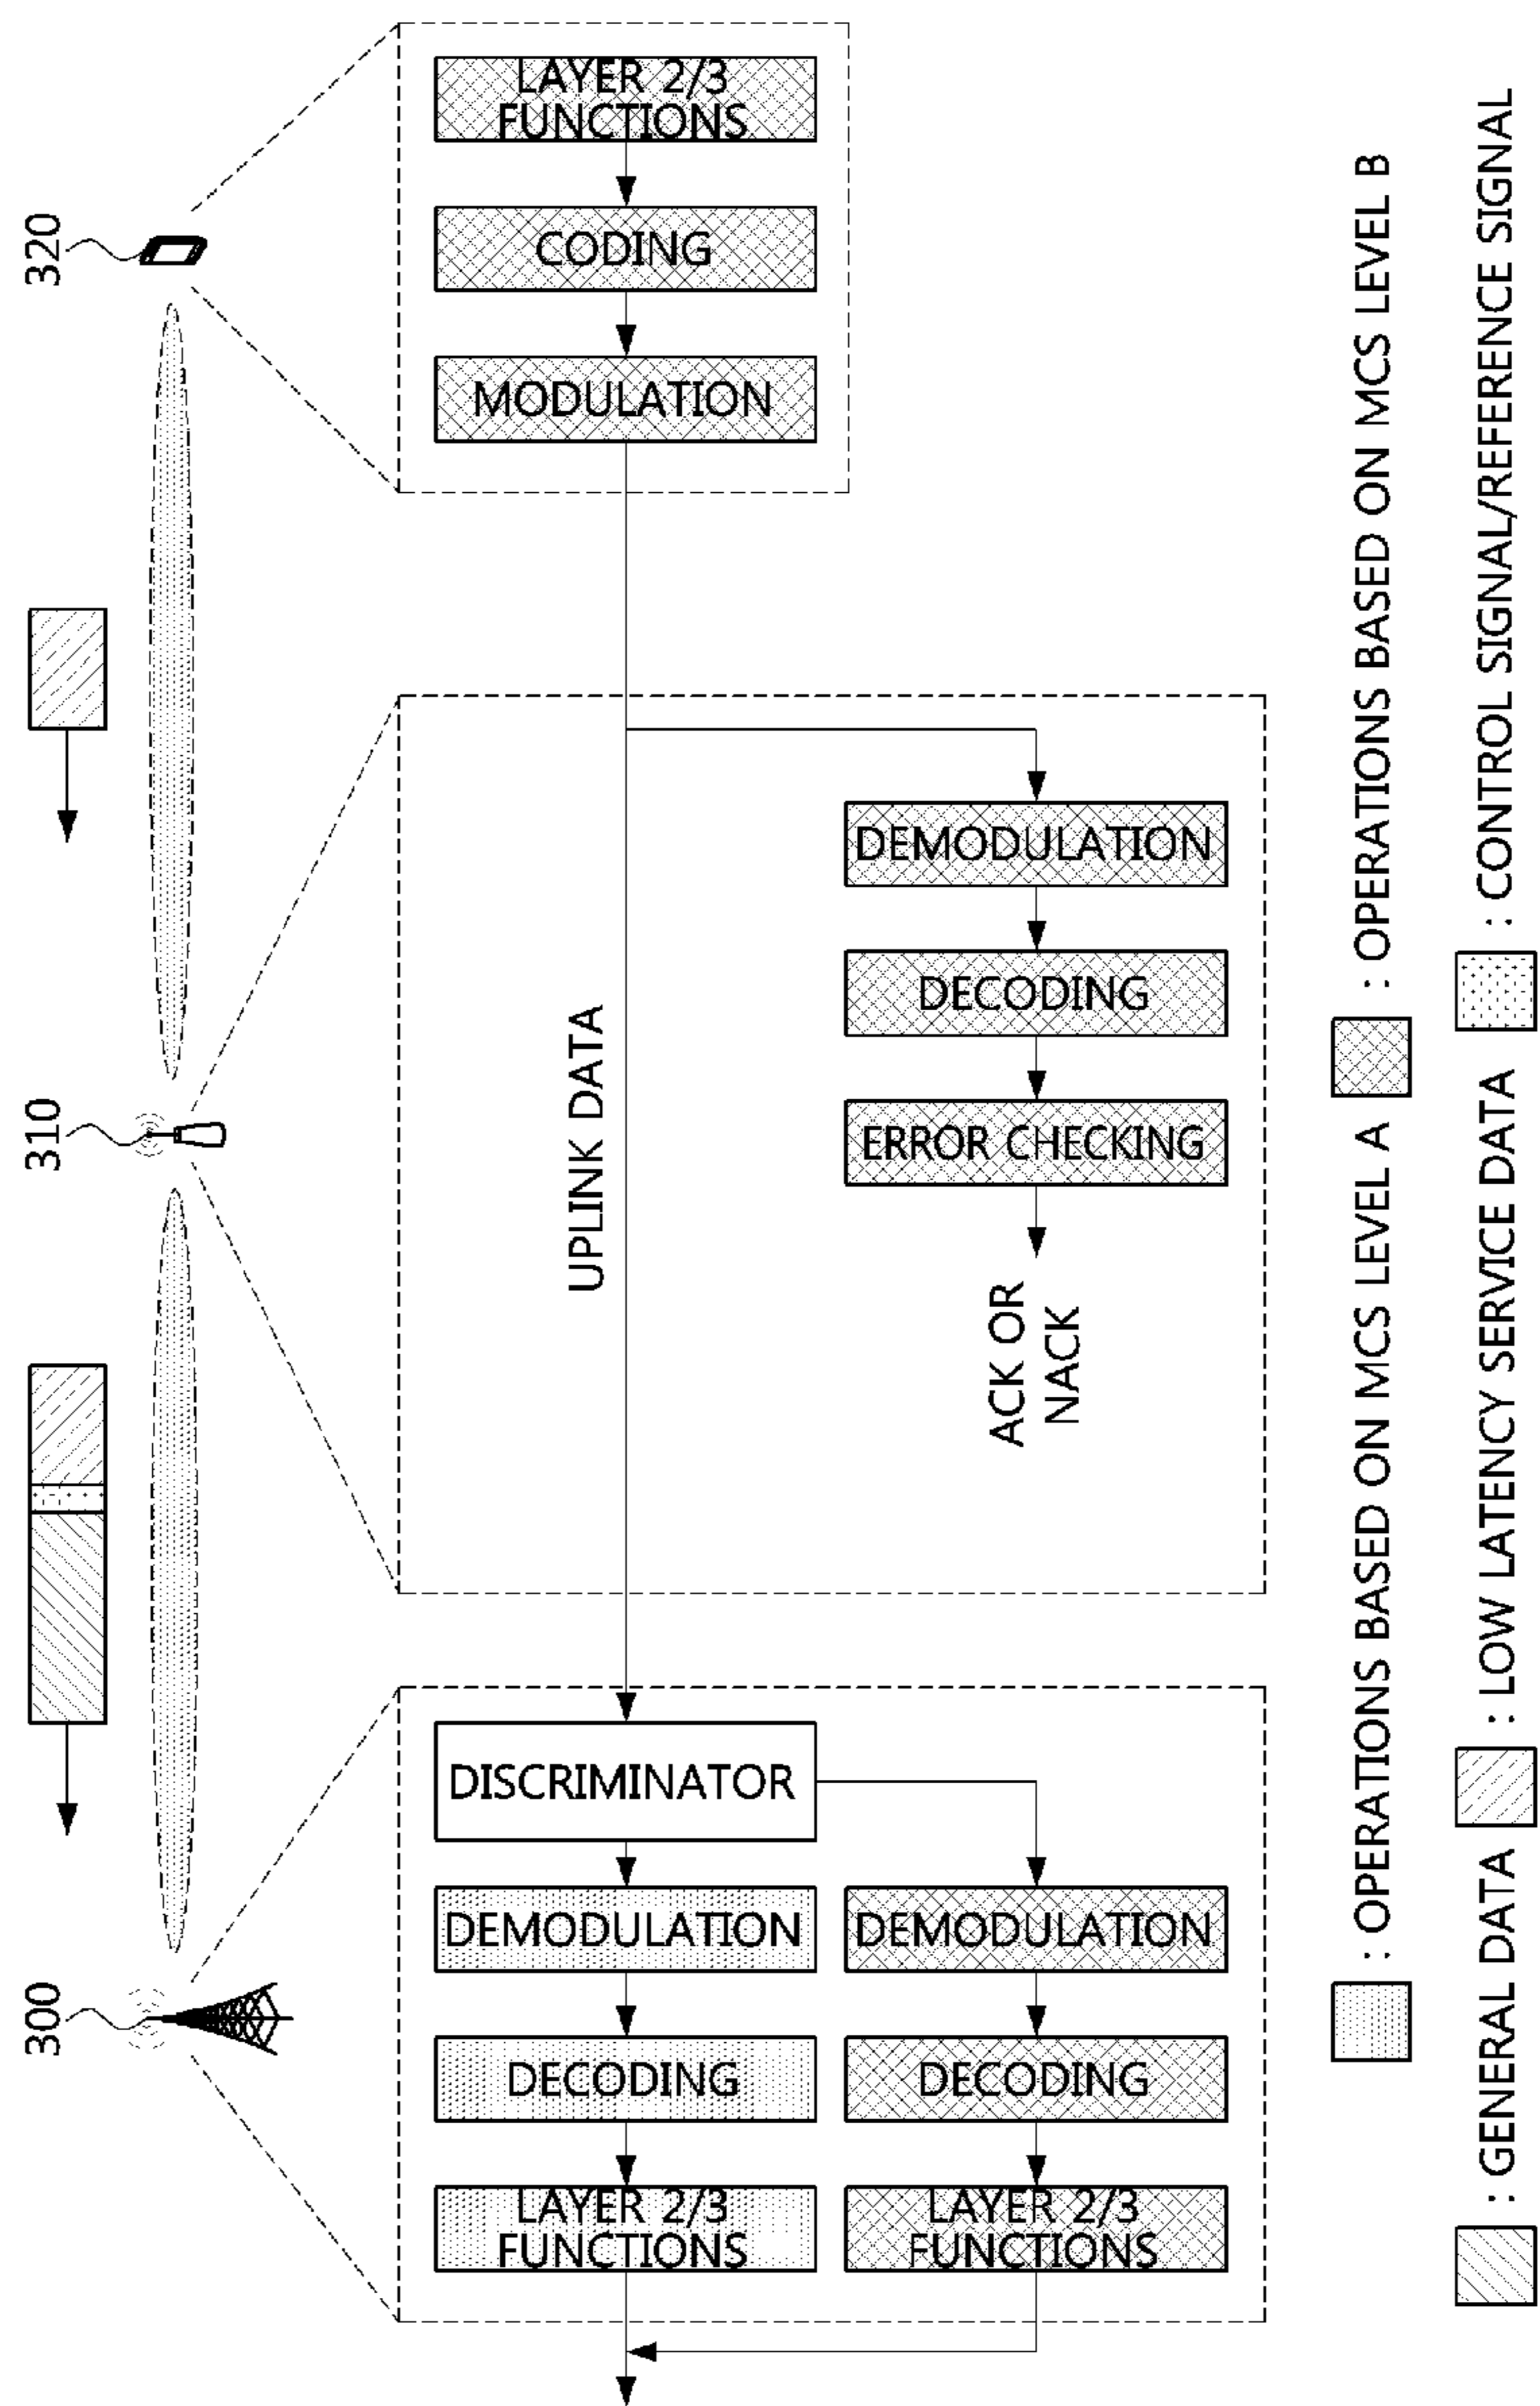 300
310
320
DISCRIMINATOR
DEMODULATION
DECODING
LAYER 2/3
FUNCTIONS
DEMODULATION
DECODING
LAYER 2/3
FUNCTIONS
UPLINK DATA
DEMODULATION
DECODING
ERROR CHECKING
ACK OR
NACK
LAYER 2/3
FUNCTIONS
CODING
MODULATION
: OPERATIONS BASED ON MCS LEVEL A
: OPERATIONS BASED ON MCS LEVEL B
: GENERAL DATA
: LOW LATENCY SERVICE DATA
: CONTROL SIGNAL/REFERENCE SIGNAL